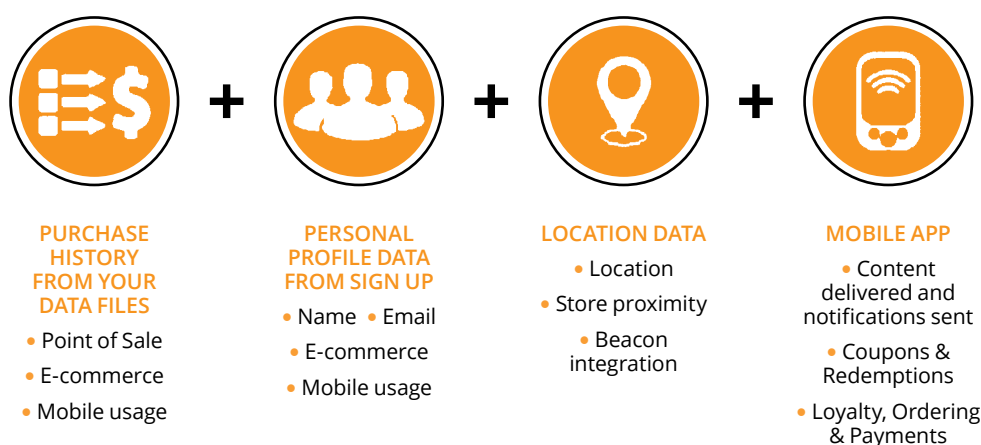 PURCHASE
HISTORY
FROM YOUR
DATA FILES
• Point of Sale
• E-commerce
• Mobile usage
PERSONAL
PROFILE DATA
FROM SIGN UP
• Name • Email
• E-commerce
• Mobile usage
LOCATION DATA
• Location
• Store proximity
• Beacon
integration
MOBILE APP
• Content
delivered and
notifications sent
• Coupons &
Redemptions
• Loyalty, Ordering
& Payments